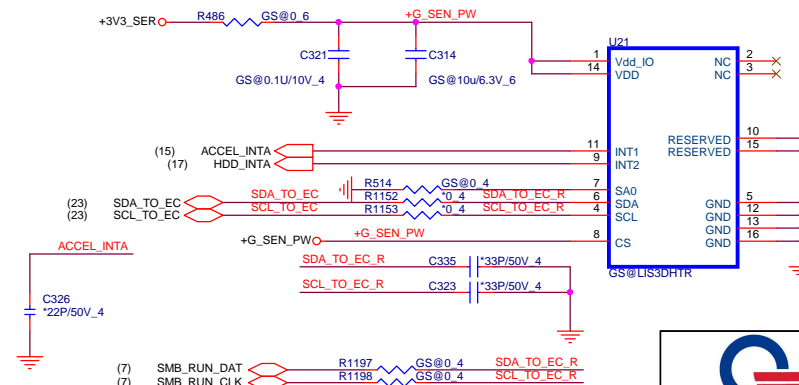 +3V3_SER R486 GS@0_6 +G_SEN_PW
C321 C314
GS@0.1U/10V_4 GS@10u/6.3V_6
U21
1 Vdd_IO NC 2
14 VDD NC 3
RESERVED 10
(15) ACCEL_INTA 11 INT1 RESERVED 15
(17) HDD_INTA 9 INT2
R514 GS@0_4 7 SA0
(23) SDA_TO_EC SDA_TO_EC R1152 *0_4 SDA_TO_EC_R 6 SDA GND 5
(23) SCL_TO_EC SCL_TO_EC R1153 *0_4 SCL_TO_EC_R 4 SCL GND 12
GND 13
+G_SEN_PW +G_SEN_PW 8 CS GND 16
ACCEL_INTA
SDA_TO_EC_R C335 *33P/50V_4
GS@LIS3DHTR
SCL_TO_EC_R C323 *33P/50V_4
C326
*22P/50V_4
(7) SMB_RUN_DAT R1197 GS@0_4 SDA_TO_EC_R
(7) SMB_RUN_CLK R1198 GS@0_4 SCL_TO_EC_R